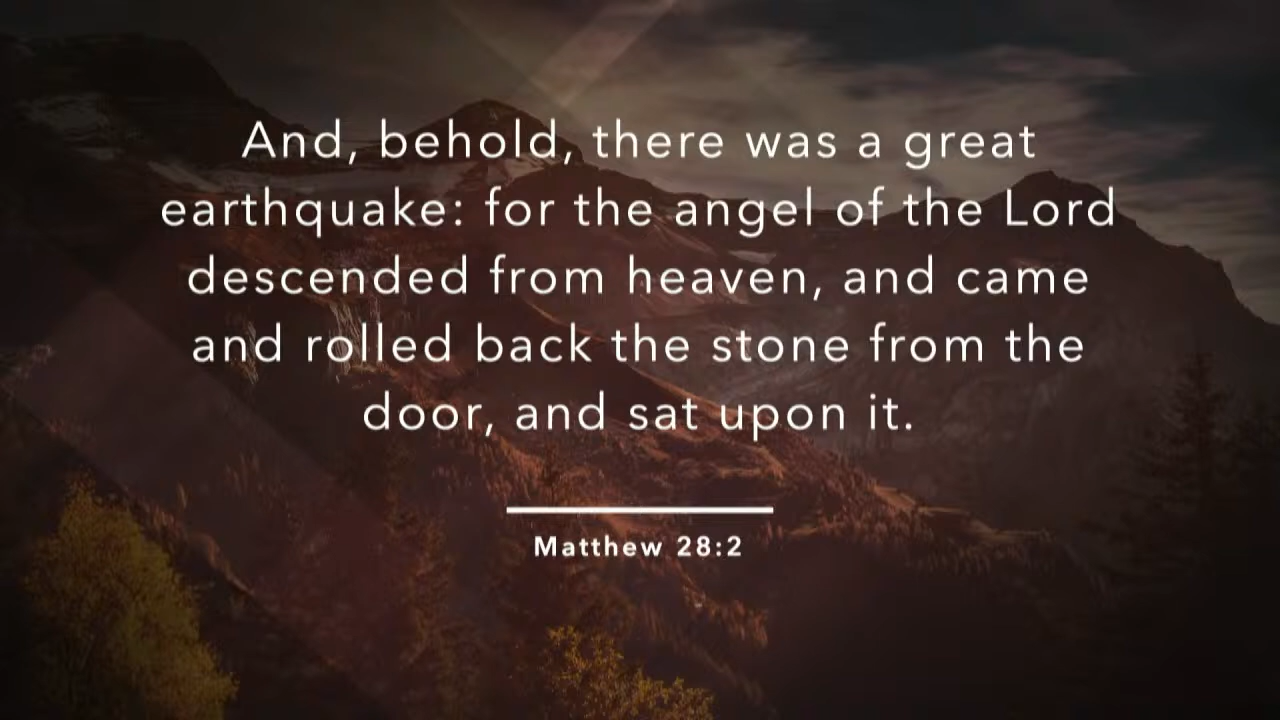 And, behold, there was a great
earthquake: for the angel of the Lord
descended from heaven, and came
and rolled back the stone from the
door, and sat upon it.
Matthew 28:2